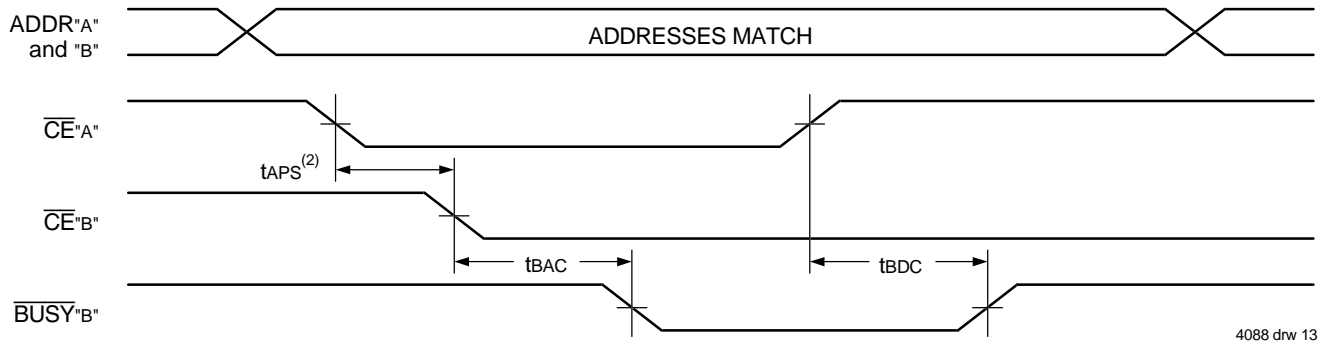 ADDR"A"
and "B"
ADDRESSES MATCH
CE"A"
tAPS(2)
CE"B"
tBAC
tBDC
BUSY"B"
4088 drw 13